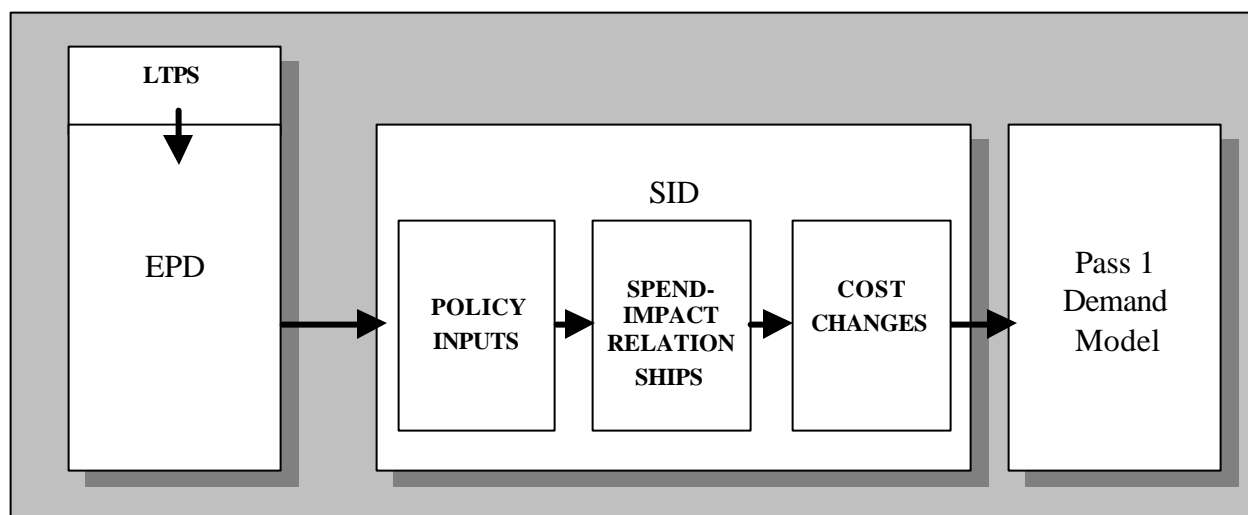 LTPS
EPD
SID
POLICY
INPUTS
SPEND-
IMPACT
RELATION
SHIPS
COST
CHANGES
Pass 1
Demand
Model